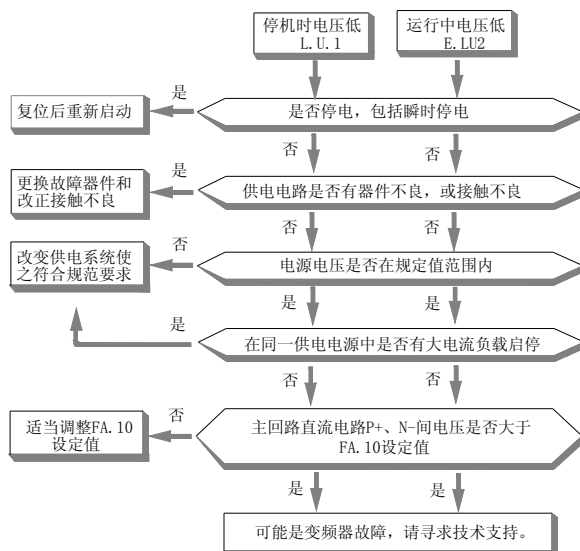 停机时电压低
L.U.1
运行中电压低
E.LU2
是
复位后重新启动
是否停电，包括瞬时停电
否
否
是
更换故障器件和
改正接触不良
供电电路是否有器件不良，或接触不良
否
否
否
改变供电系统使
之符合规范要求
电源电压是否在规定值范围内
是
是
是
在同一供电电源中是否有大电流负载启停
否
否
否
适当调整FA.10
设定值
主回路直流电路P+、N-间电压是否大于
FA.10设定值
是
是
可能是变频器故障，请寻求技术支持。